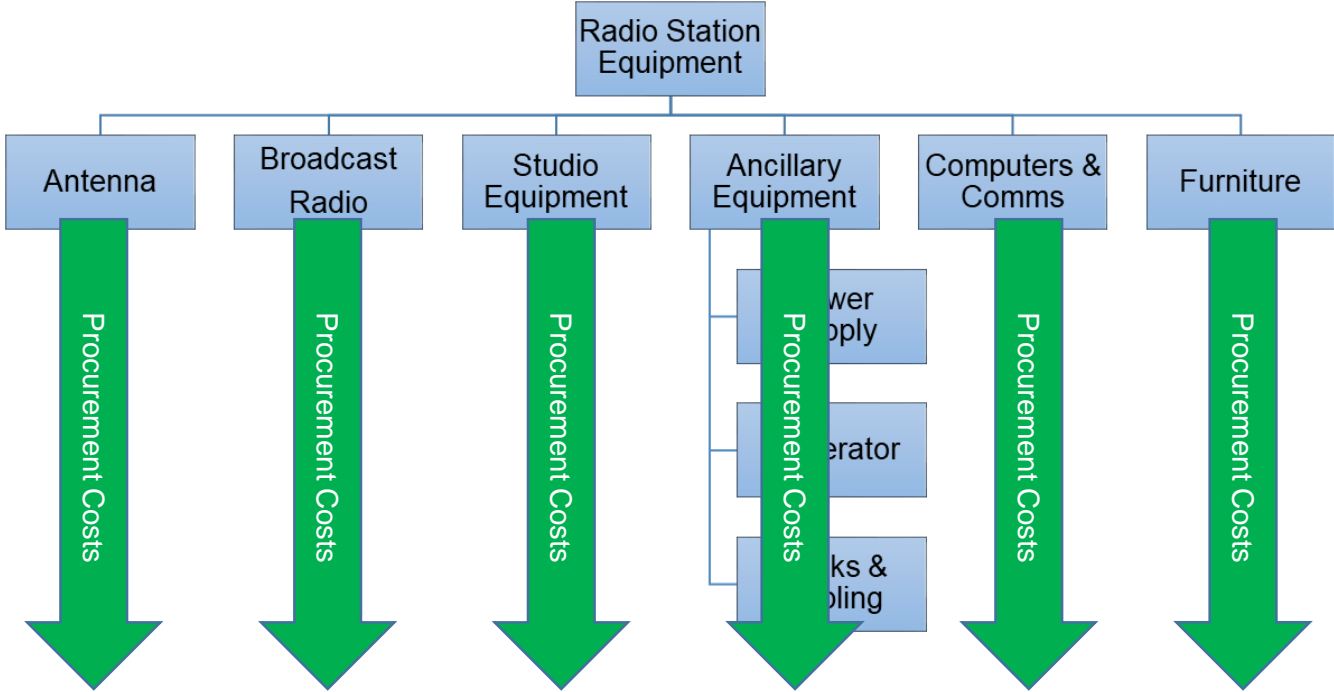 Radio Station
Equipment
Antenna
Broadcast
Radio
Studio
Equipment
Ancillary
Equipment
Computers &
Comms
Furniture
Procurement Costs
Procurement Costs
Procurement Costs
Procurement Costs
Procurement Costs
Procurement Costs
&